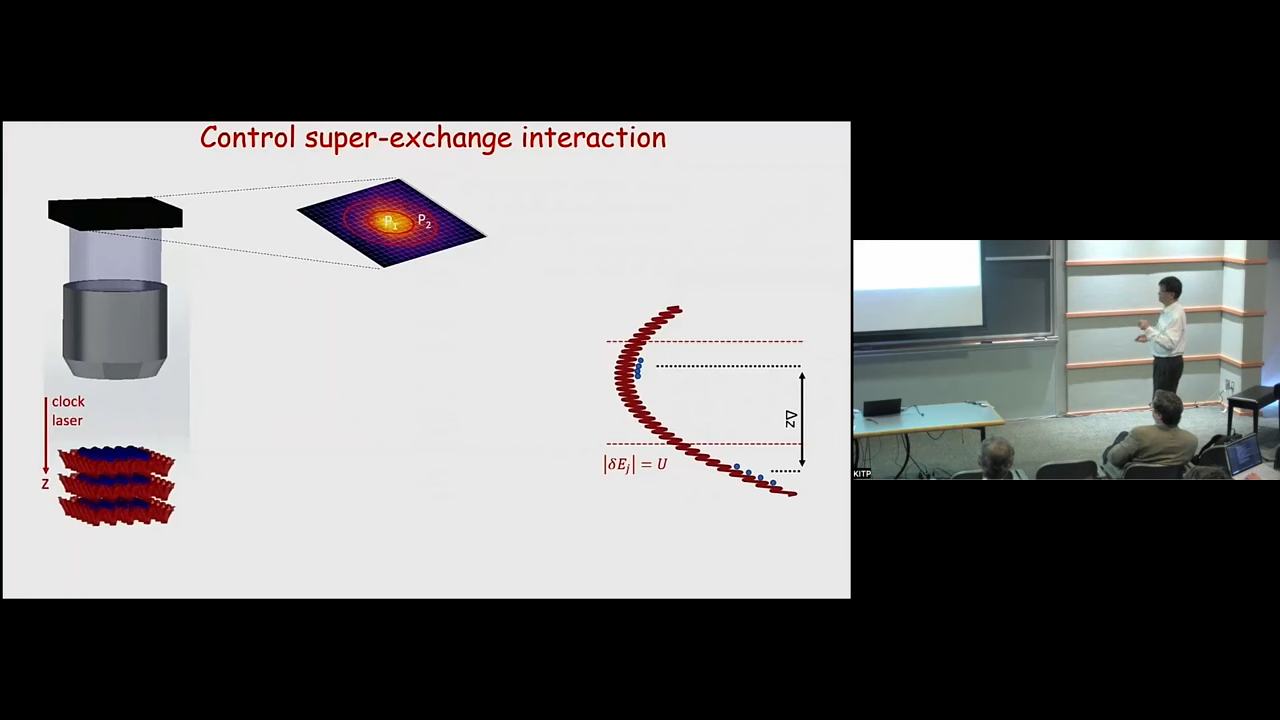 Control super-exchange interaction
P₁ P₂
clock
laser
z
Δz
|δEⱼ| = U
KITP